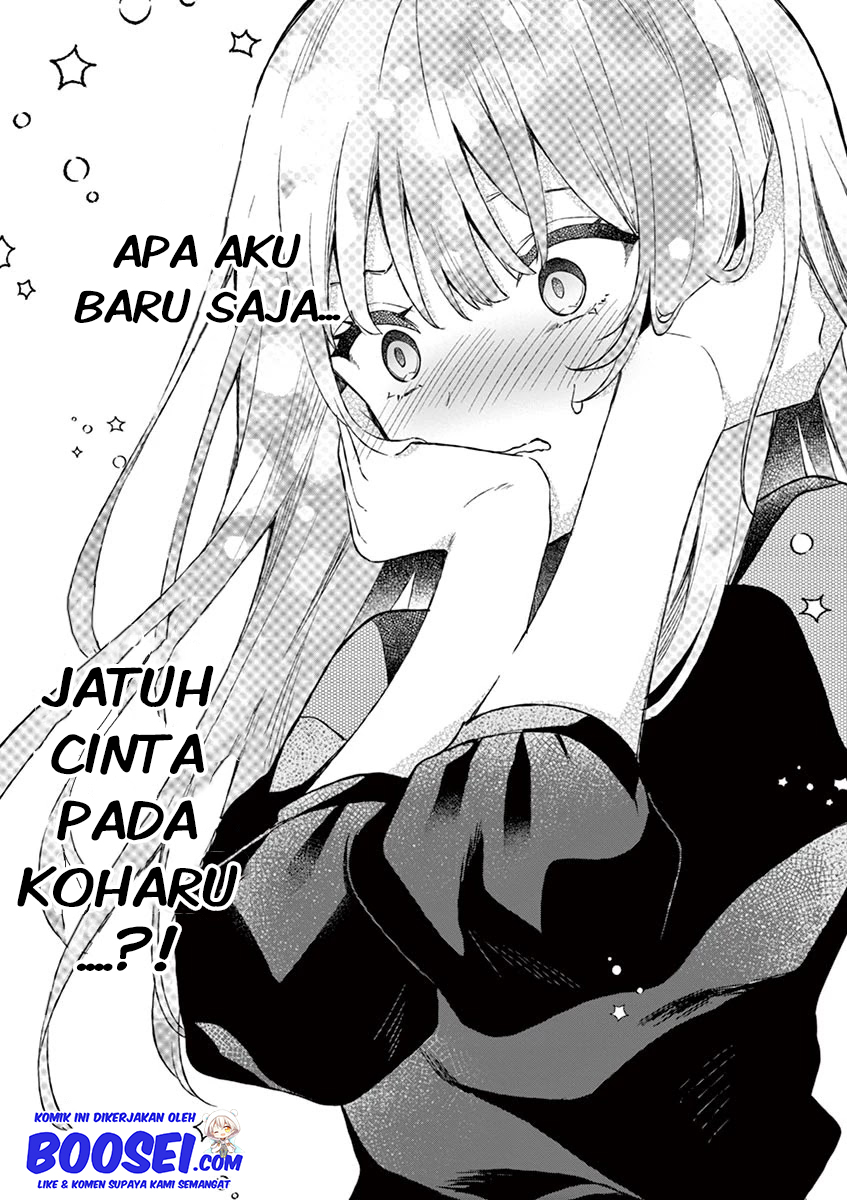 APA AKU
BARU SAJA...
JATUH
CINTA
PADA
KOHARU
.....?!
KOMIK INI DIKERJAKAN OLEH
BOOSEI.COM
LIKE & KOMEN SUPAYA KAMI SEMANGAT